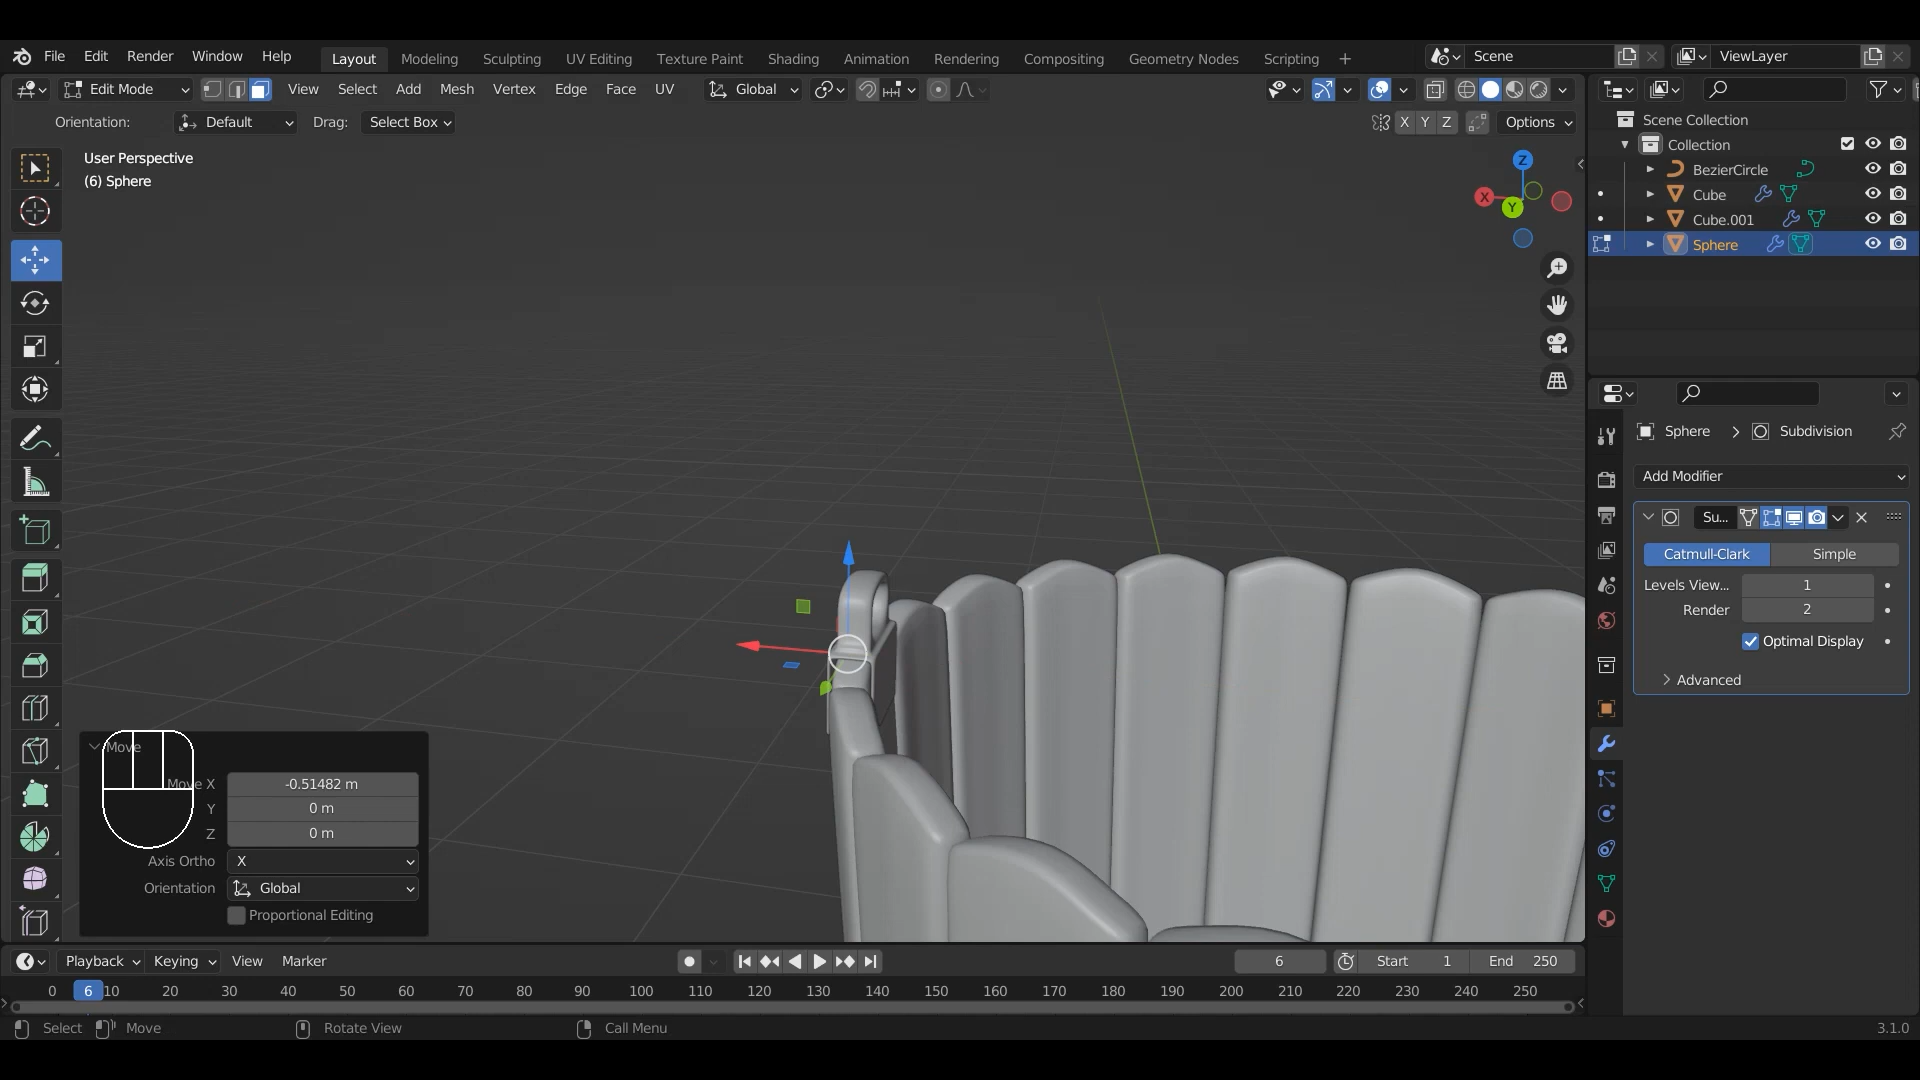 File Edit Render Window Help Layout Modeling Sculpting UV Editing Texture Paint Shading Animation Rendering Compositing Geometry Nodes Scripting + Scene ViewLayer
Edit Mode View Select Add Mesh Vertex Edge Face UV Global
Orientation: Default Drag: Select Box X Y Z Options
User Perspective
(6) Sphere
Z
X
Y
Scene Collection
Collection
BezierCircle
Cube
Cube.001
Sphere
Sphere Subdivision
Add Modifier
Su...
Catmull-Clark Simple
Levels View... 1
Render 2
Optimal Display
Advanced
Move
Move X -0.51482 m
Y 0 m
Z 0 m
Axis Ortho X
Orientation Global
Proportional Editing
Playback Keying View Marker 6 Start 1 End 250
0 6 10 20 30 40 50 60 70 80 90 100 110 120 130 140 150 160 170 180 190 200 210 220 230 240 250
Select Move Rotate View Call Menu 3.1.0